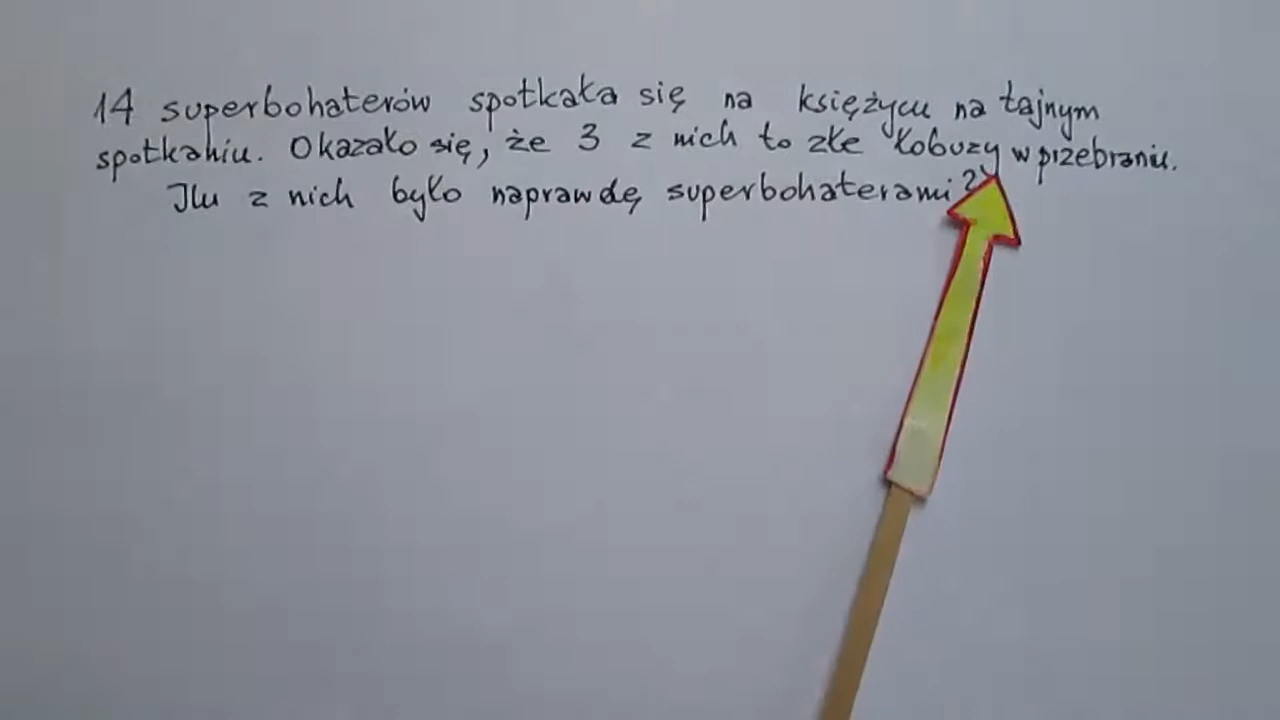 14 superbohaterów spotkała się na księżycu na tajnym
spotkaniu. Okazało się, że 3 z nich to złe łobuzy w przebraniu.
Ilu z nich było naprawdę superbohaterami?